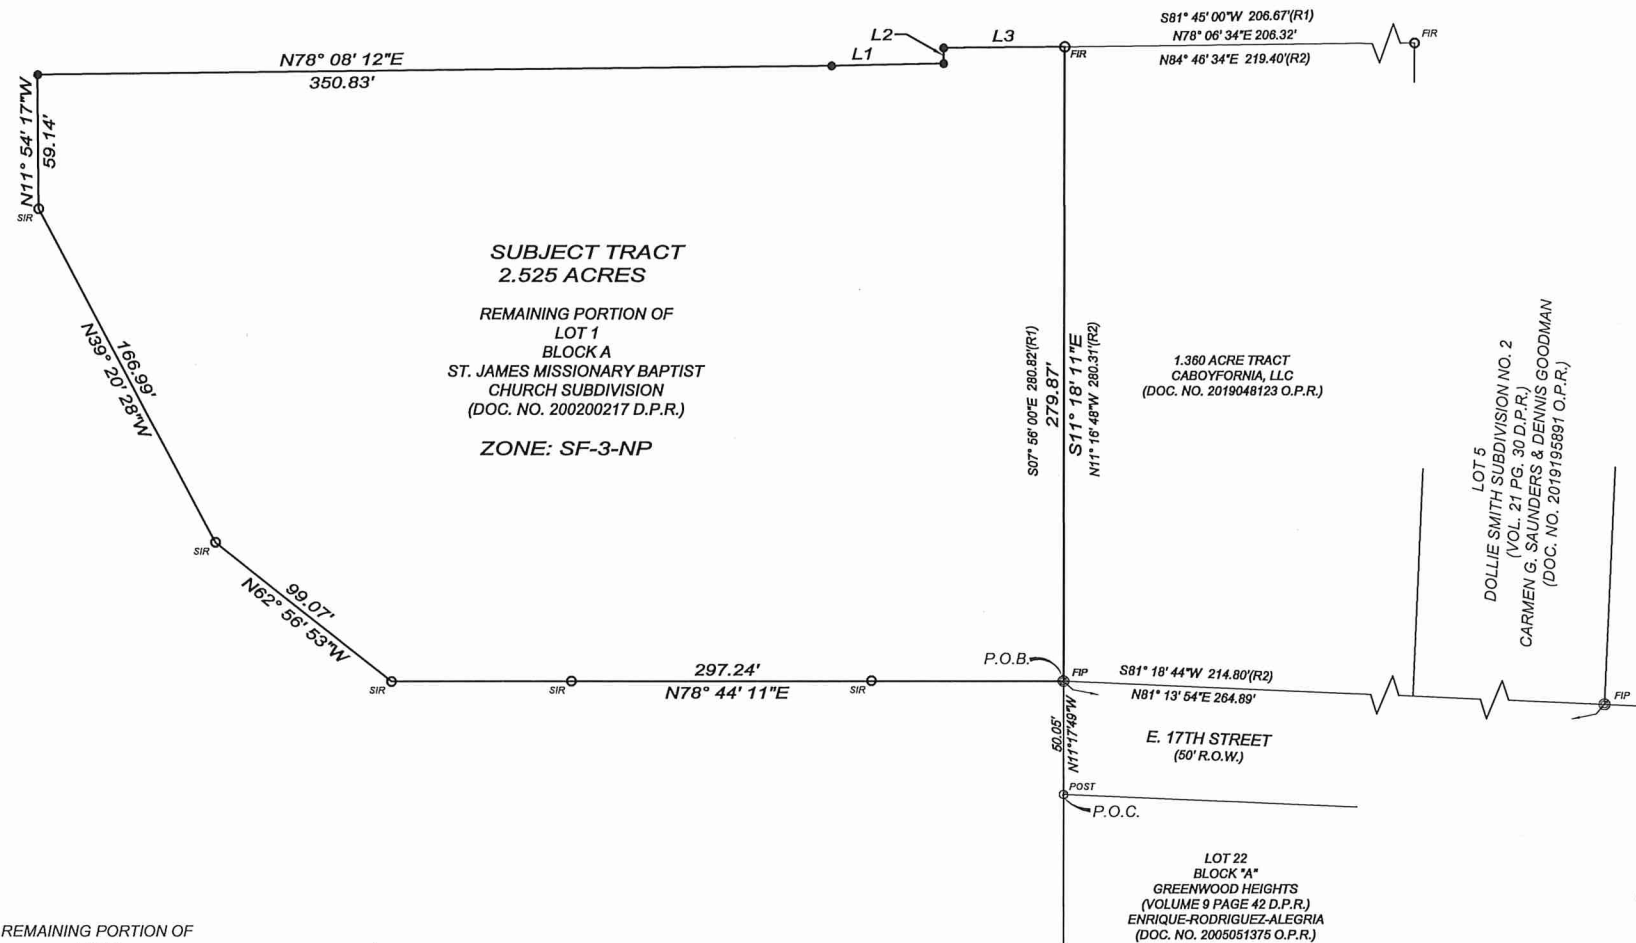 S81° 45' 00"W 206.67'(R1)
N78° 06' 34"E 206.32'
N84° 46' 34"E 219.40'(R2)
FIR
L2
L3
L1
FIR
N78° 08' 12"E
350.83'
N11° 54' 17"W
59.14'
SIR
SUBJECT TRACT
2.525 ACRES
REMAINING PORTION OF
LOT 1
BLOCK A
ST. JAMES MISSIONARY BAPTIST
CHURCH SUBDIVISION
(DOC. NO. 200200217 D.P.R.)
ZONE: SF-3-NP
166.99'
N39° 20' 28"W
S07° 56' 00"E 280.82'(R1)
279.87'
S11° 18' 11"E
N11° 16' 48"W 280.31'(R2)
1.360 ACRE TRACT
CABOYFORNIA, LLC
(DOC. NO. 2019048123 O.P.R.)
LOT 5
DOLLIE SMITH SUBDIVISION NO. 2
(VOL. 21 PG. 30 D.P.R.)
CARMEN G. SAUNDERS & DENNIS GOODMAN
(DOC. NO. 2019195891 O.P.R.)
SIR
99.07'
N62° 56' 53"W
297.24'
N78° 44' 11"E
SIR
SIR
SIR
P.O.B.
FIP
S81° 18' 44"W 214.80'(R2)
N81° 13' 54"E 264.89'
FIP
50.05'
N11°17'49"W
E. 17TH STREET
(50' R.O.W.)
POST
P.O.C.
LOT 22
BLOCK "A"
GREENWOOD HEIGHTS
(VOLUME 9 PAGE 42 D.P.R.)
ENRIQUE-RODRIGUEZ-ALEGRIA
(DOC. NO. 2005051375 O.P.R.)
REMAINING PORTION OF